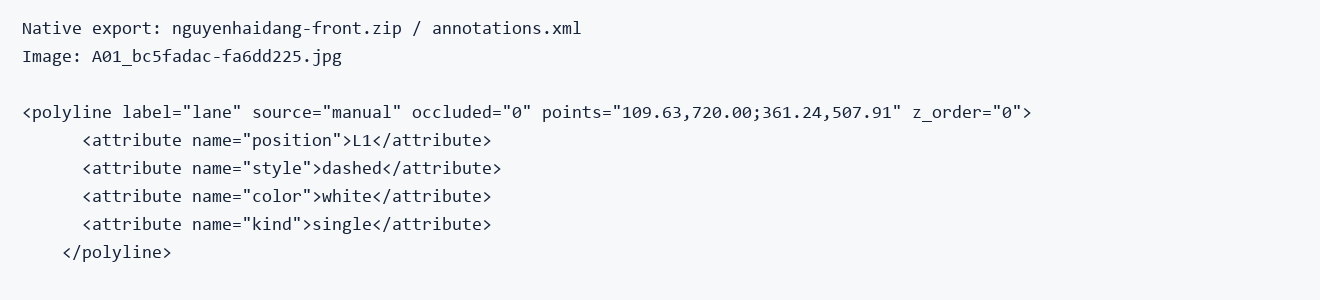 Native export: nguyenhaidang-front.zip / annotations.xml
Image: A01_bc5fadac-fa6dd225.jpg
<polyline label="lane" source="manual" occluded="0" points="109.63,720.00;361.24,507.91" z_order="0">
<attribute name="position">L1</attribute>
<attribute name="style">dashed</attribute>
<attribute name="color">white</attribute>
<attribute name="kind">single</attribute>
</polyline>